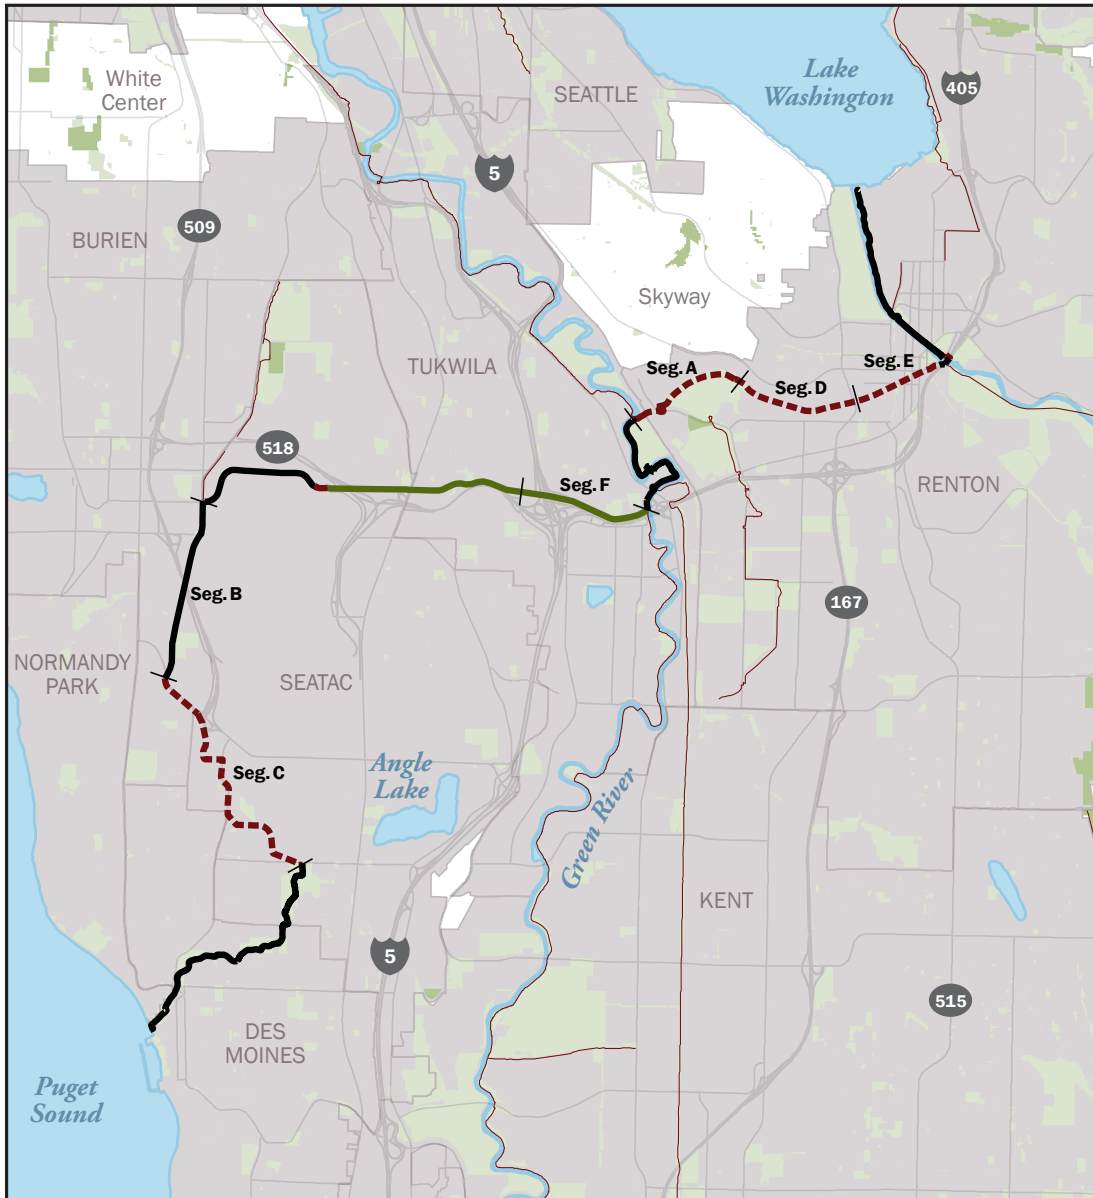 White
Center
SEATTLE
Lake
Washington
405
5
509
BURIEN
Skyway
TUKWILA
Seg. A
Seg. D
Seg. E
518
Seg. F
RENTON
Seg. B
167
NORMANDY
PARK
SEATAC
Seg. C
Angle
Lake
Green River
KENT
5
515
DES
MOINES
Puget
Sound